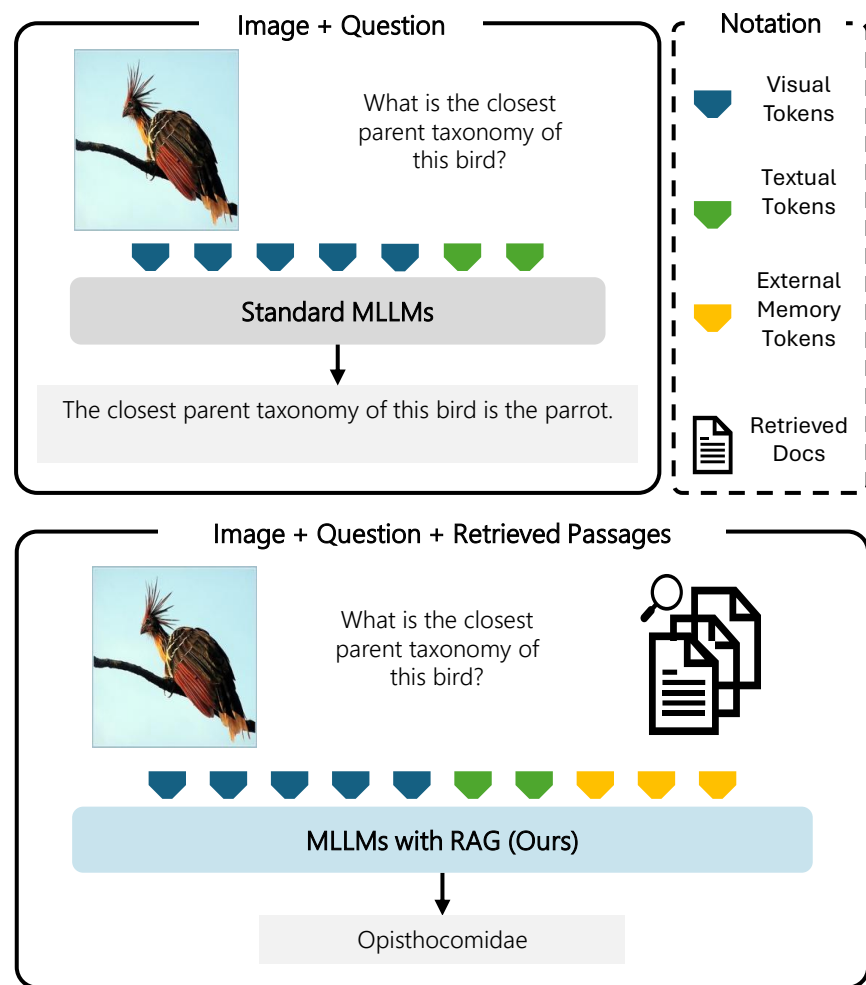 Image + Question
What is the closest
parent taxonomy of
this bird?
Standard MLLMs
The closest parent taxonomy of this bird is the parrot.
Notation
Visual
Tokens
Textual
Tokens
External
Memory
Tokens
Retrieved
Docs
Image + Question + Retrieved Passages
What is the closest
parent taxonomy of
this bird?
MLLMs with RAG (Ours)
Opisthocomidae